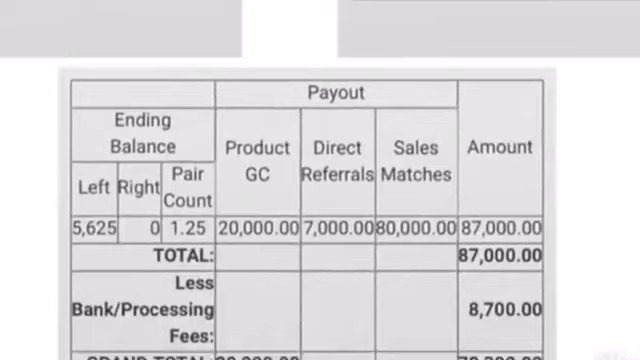 Payout
Ending Balance
Product GC
Direct Referrals
Sales Matches
Amount
Left
Right
Pair Count
5,625 0 1.25 20,000.00 7,000.00 80,000.00 87,000.00
TOTAL: 87,000.00
Less Bank/Processing Fees: 8,700.00